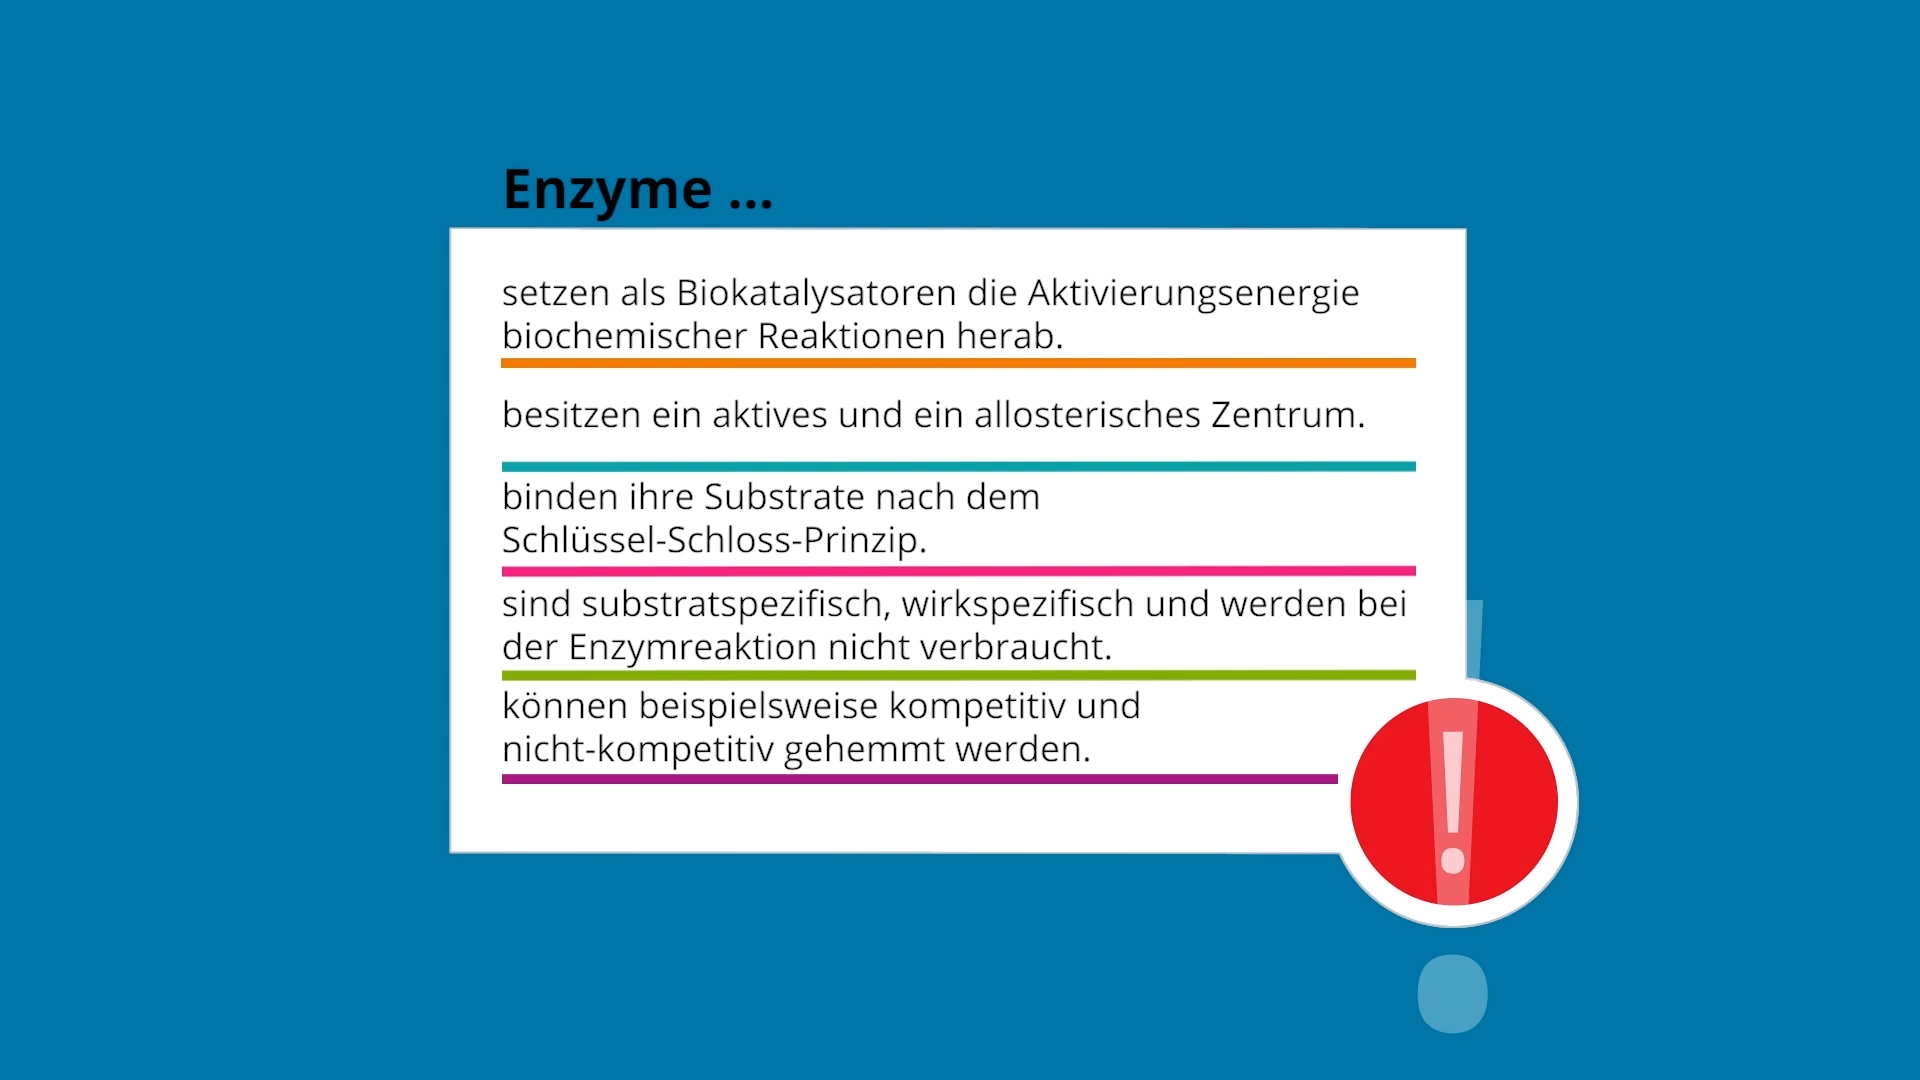 Enzyme ...
setzen als Biokatalysatoren die Aktivierungsenergie
biochemischer Reaktionen herab.
besitzen ein aktives und ein allosterisches Zentrum.
binden ihre Substrate nach dem
Schlüssel-Schloss-Prinzip.
sind substratspezifisch, wirkspezifisch und werden bei
der Enzymreaktion nicht verbraucht.
können beispielsweise kompetitiv und
nicht-kompetitiv gehemmt werden.
!